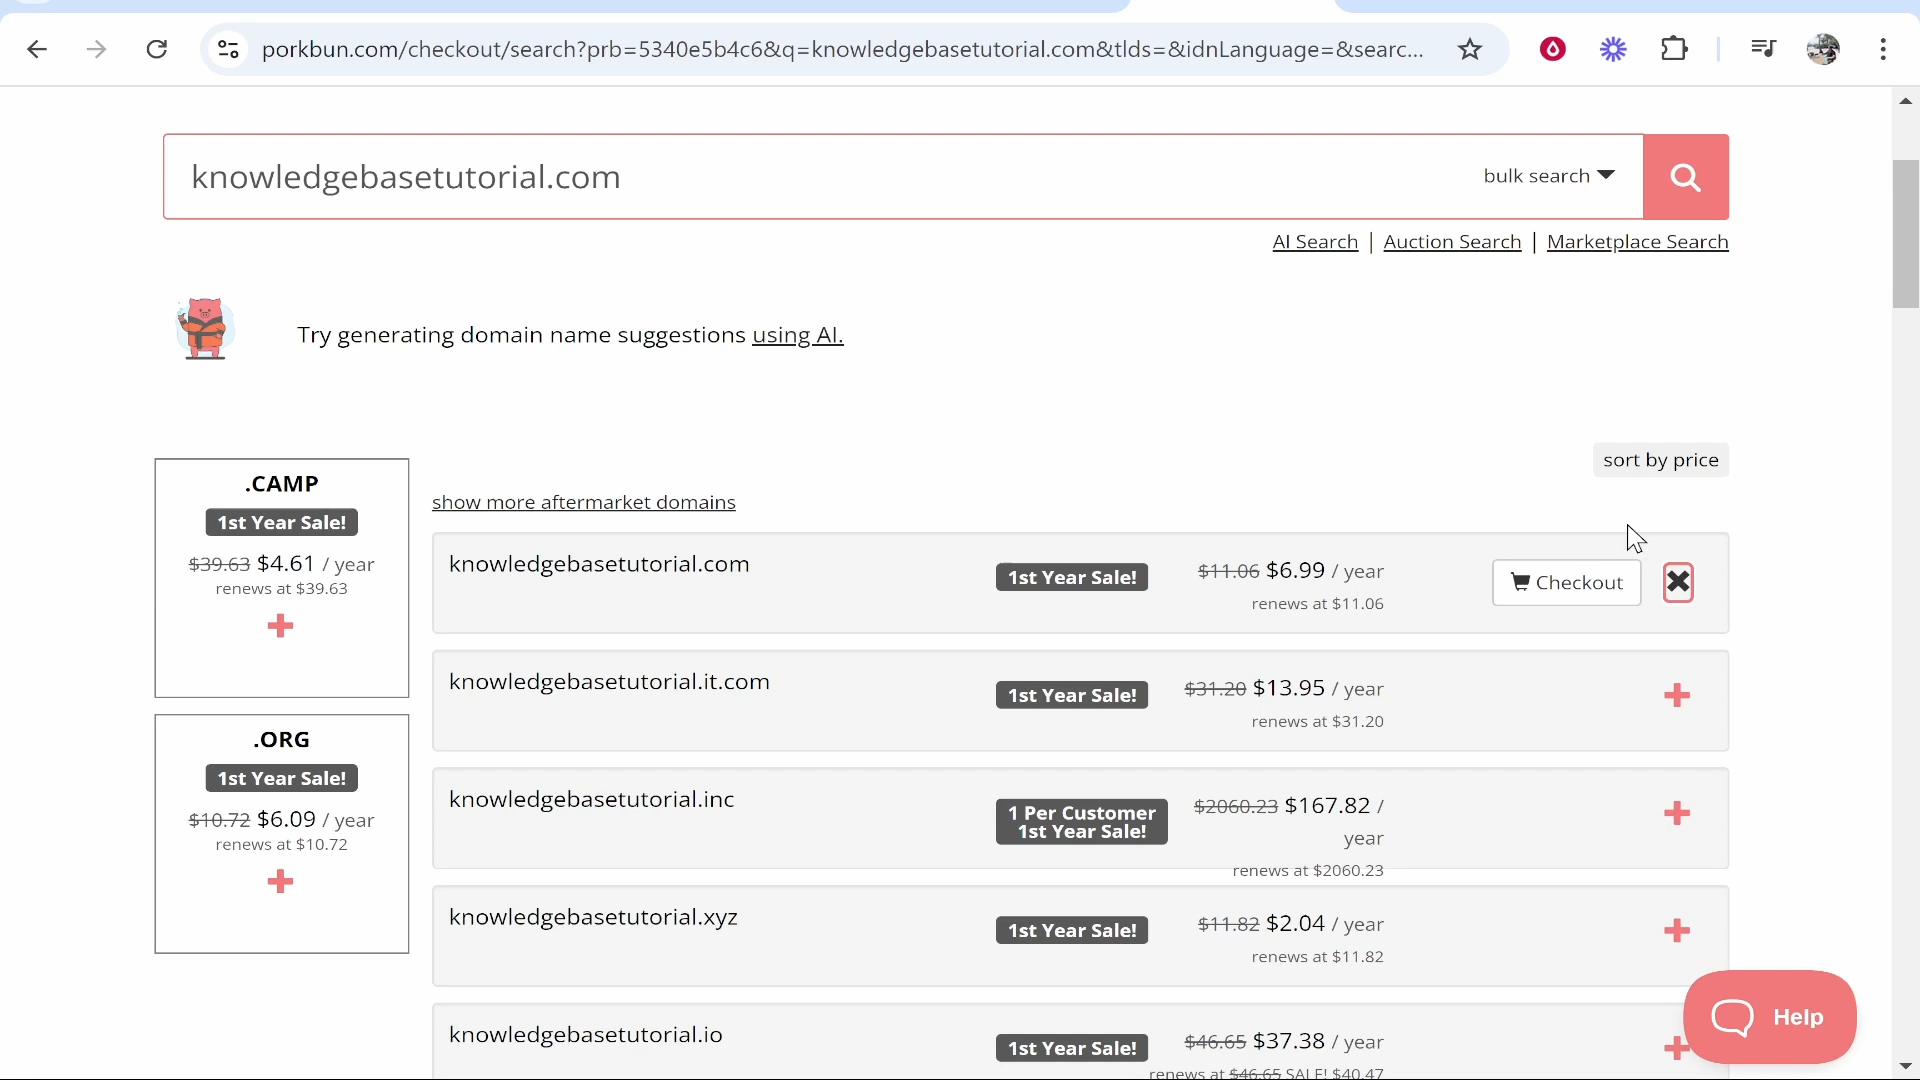 porkbun.com/checkout/search?prb=5340e5b4c6&q=knowledgebasetutorial.com&tlds=&idnLanguage=&searc...
knowledgebasetutorial.com
bulk search
AI Search | Auction Search | Marketplace Search
Try generating domain name suggestions using AI.
sort by price
.CAMP
1st Year Sale!
$39.63 $4.61 / year
renews at $39.63
.ORG
1st Year Sale!
$10.72 $6.09 / year
renews at $10.72
show more aftermarket domains
knowledgebasetutorial.com
1st Year Sale!
$11.06 $6.99 / year
renews at $11.06
Checkout
knowledgebasetutorial.it.com
1st Year Sale!
$31.20 $13.95 / year
renews at $31.20
knowledgebasetutorial.inc
1 Per Customer
1st Year Sale!
$2060.23 $167.82 /
year
renews at $2060.23
knowledgebasetutorial.xyz
1st Year Sale!
$11.82 $2.04 / year
renews at $11.82
knowledgebasetutorial.io
1st Year Sale!
$46.65 $37.38 / year
renews at $46.65 SALE! $40.47
Help